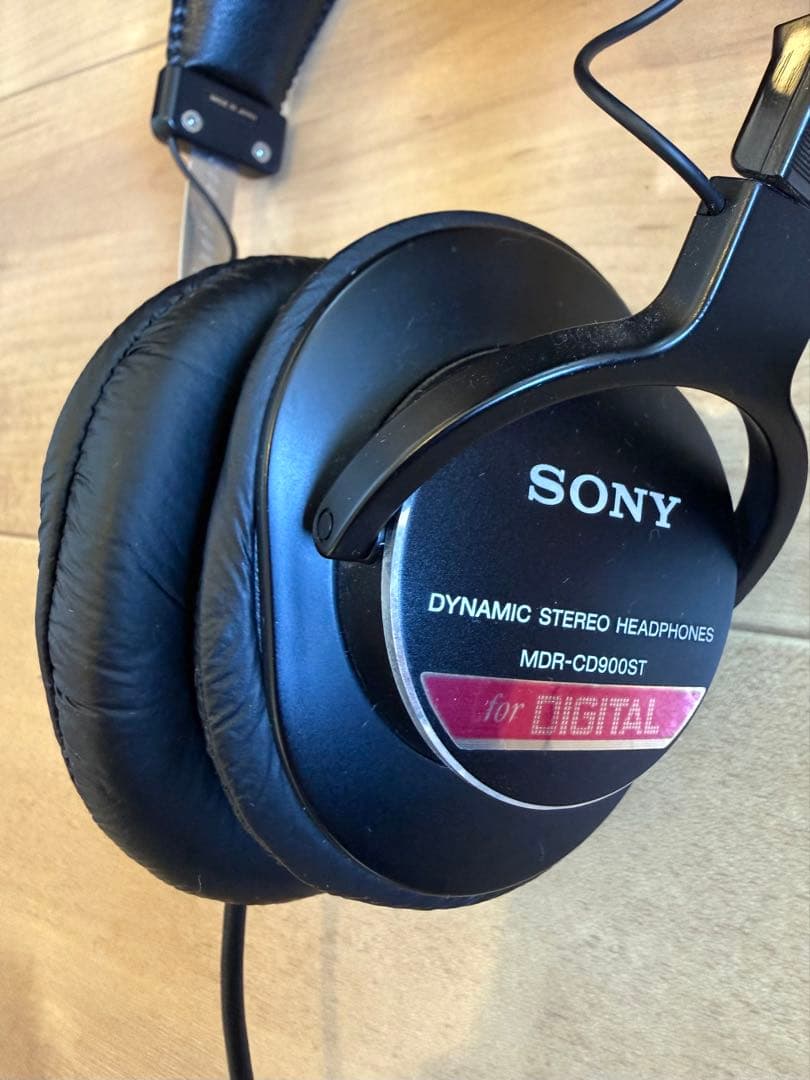 SONY
DYNAMIC STEREO HEADPHONES
MDR-CD900ST
for DIGITAL